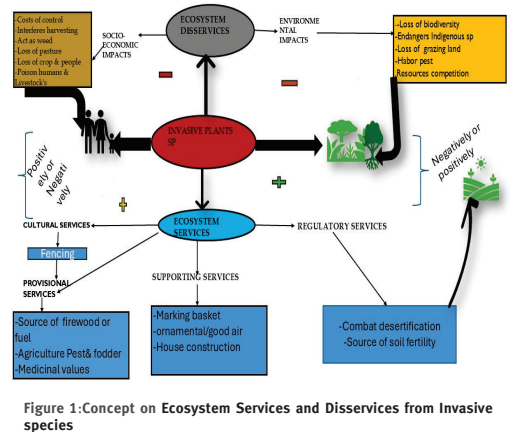 -Costs of control
-Interferes harvesting
-Act as weed
-Loss of pasture
-Loss of crop & people
-Poison humans &
Livestock's
SOCIO-
ECONOMIC
IMPACTS
ECOSYSTEM
DISSERVICES
ENVIRONME
NTAL
IMPACTS
-Loss of biodiversity
-Endangers Indigenous sp
-Loss of grazing land
-Habor pest
Resources competition
INVASIVE PLANTS
SP
Positiv
ely or
Negati
vely
Negatively or
positively
CULTURAL SERVICES
ECOSYSTEM
SERVICES
REGULATORY SERVICES
Fencing
PROVISIONAL
SERVICES
SUPPORTING SERVICES
-Source of firewood or
fuel
-Agriculture Pest& fodder
-Medicinal values
-Marking basket
-ornamental/good air
-House construction
-Combat desertification
-Source of soil fertility
Figure 1:Concept on Ecosystem Services and Disservices from Invasive
species